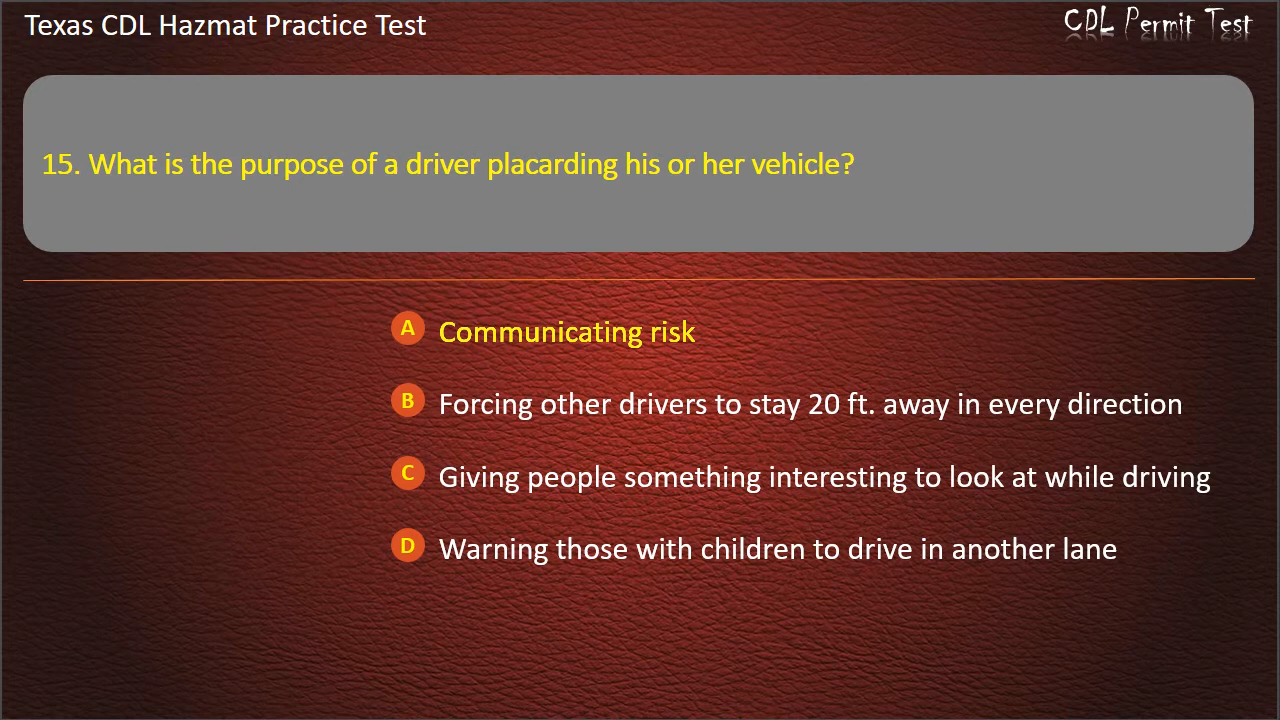 Texas CDL Hazmat Practice Test
CDL Permit Test
15. What is the purpose of a driver placarding his or her vehicle?
A Communicating risk
B Forcing other drivers to stay 20 ft. away in every direction
C Giving people something interesting to look at while driving
D Warning those with children to drive in another lane